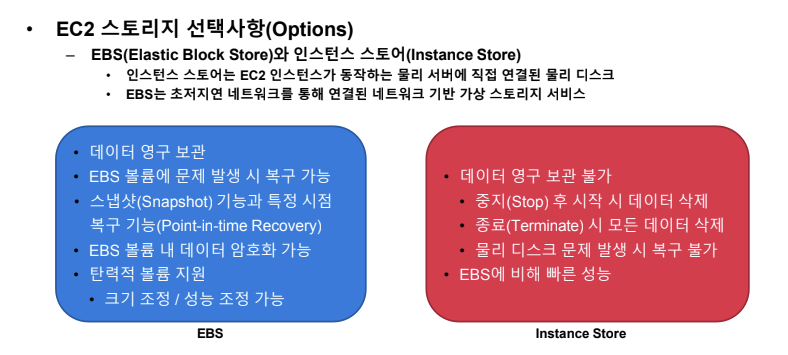 • EC2 스토리지 선택사항(Options)
– EBS(Elastic Block Store)와 인스턴스 스토어(Instance Store)
• 인스턴스 스토어는 EC2 인스턴스가 동작하는 물리 서버에 직접 연결된 물리 디스크
• EBS는 초저지연 네트워크를 통해 연결된 네트워크 기반 가상 스토리지 서비스
• 데이터 영구 보관
• EBS 볼륨에 문제 발생 시 복구 가능
• 스냅샷(Snapshot) 기능과 특정 시점
복구 기능(Point-in-time Recovery)
• EBS 볼륨 내 데이터 암호화 가능
• 탄력적 볼륨 지원
• 크기 조정 / 성능 조정 가능
EBS
• 데이터 영구 보관 불가
• 중지(Stop) 후 시작 시 데이터 삭제
• 종료(Terminate) 시 모든 데이터 삭제
• 물리 디스크 문제 발생 시 복구 불가
• EBS에 비해 빠른 성능
Instance Store